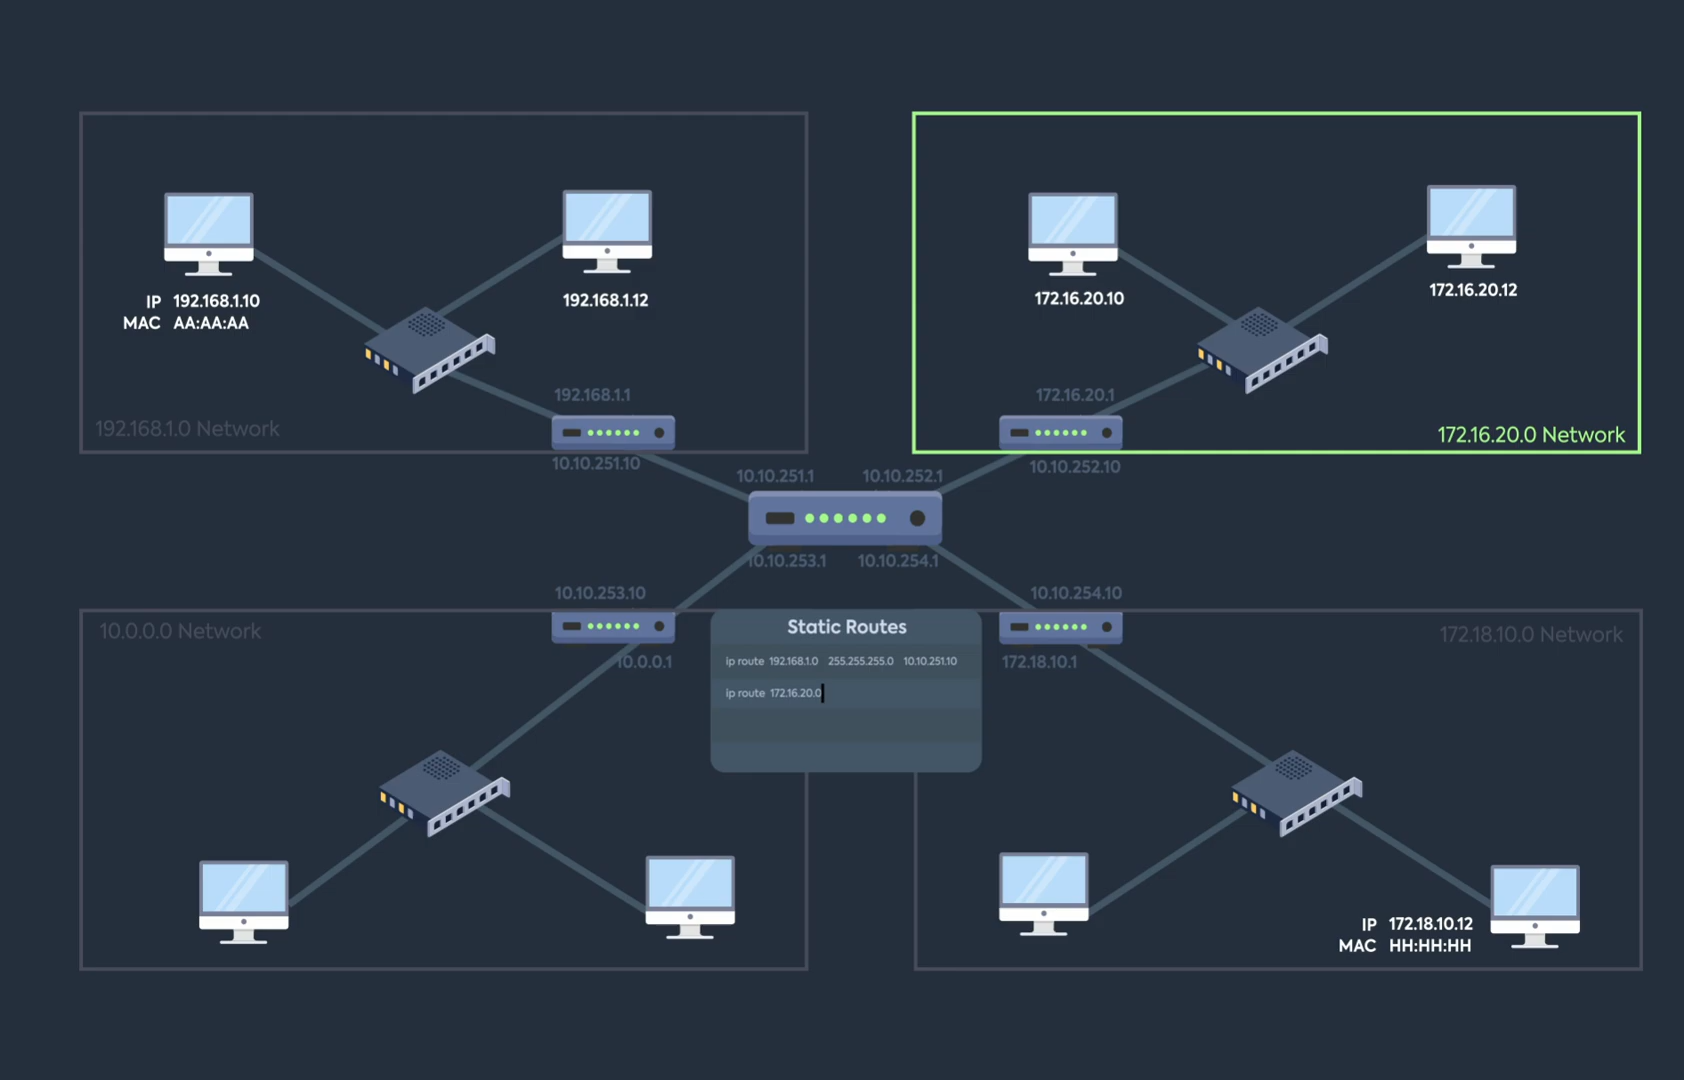 IP 192.168.1.10
MAC AA:AA:AA
192.168.1.12
192.168.1.1
192.168.1.0 Network
10.10.251.10
172.16.20.10
172.16.20.12
172.16.20.1
172.16.20.0 Network
10.10.252.10
10.10.251.1
10.10.252.1
10.10.253.1
10.10.254.1
10.10.253.10
10.0.0.0 Network
10.0.0.1
10.10.254.10
172.18.10.0 Network
172.18.10.1
Static Routes
ip route 192.168.1.0 255.255.255.0 10.10.251.10
ip route 172.16.20.0
IP 172.18.10.12
MAC HH:HH:HH